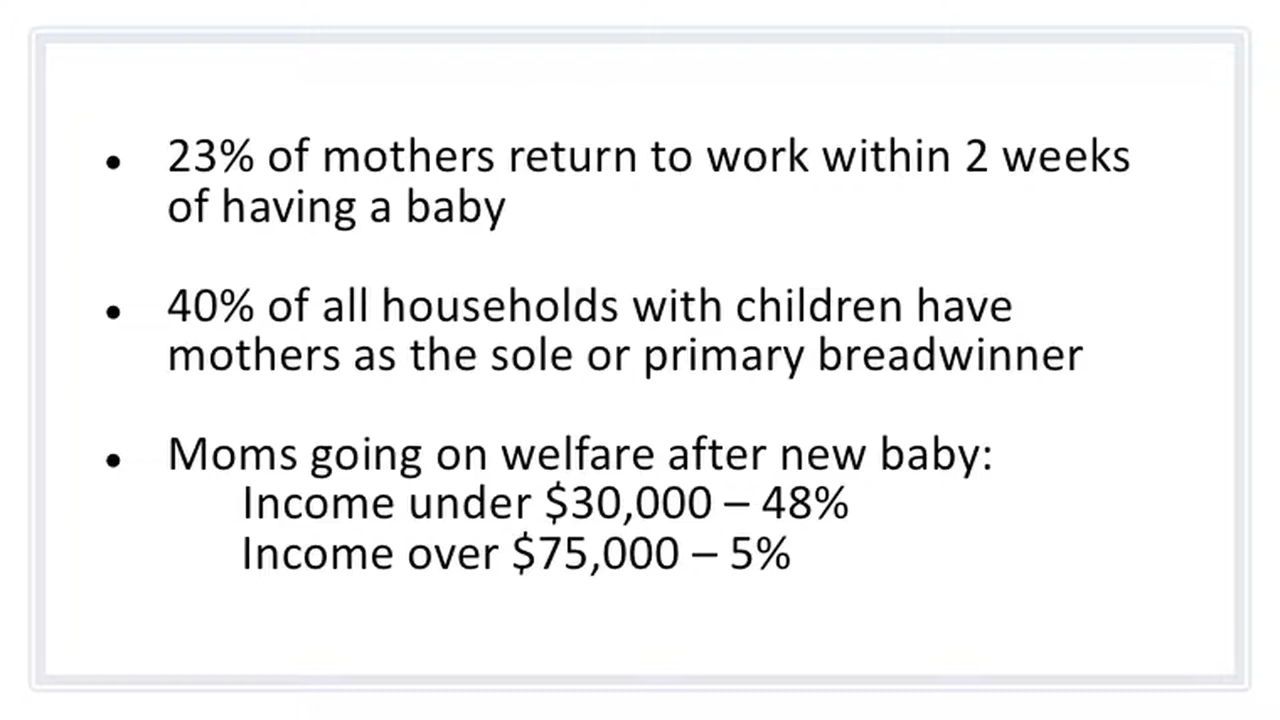 • 23% of mothers return to work within 2 weeks
of having a baby
• 40% of all households with children have
mothers as the sole or primary breadwinner
• Moms going on welfare after new baby:
Income under $30,000 – 48%
Income over $75,000 – 5%